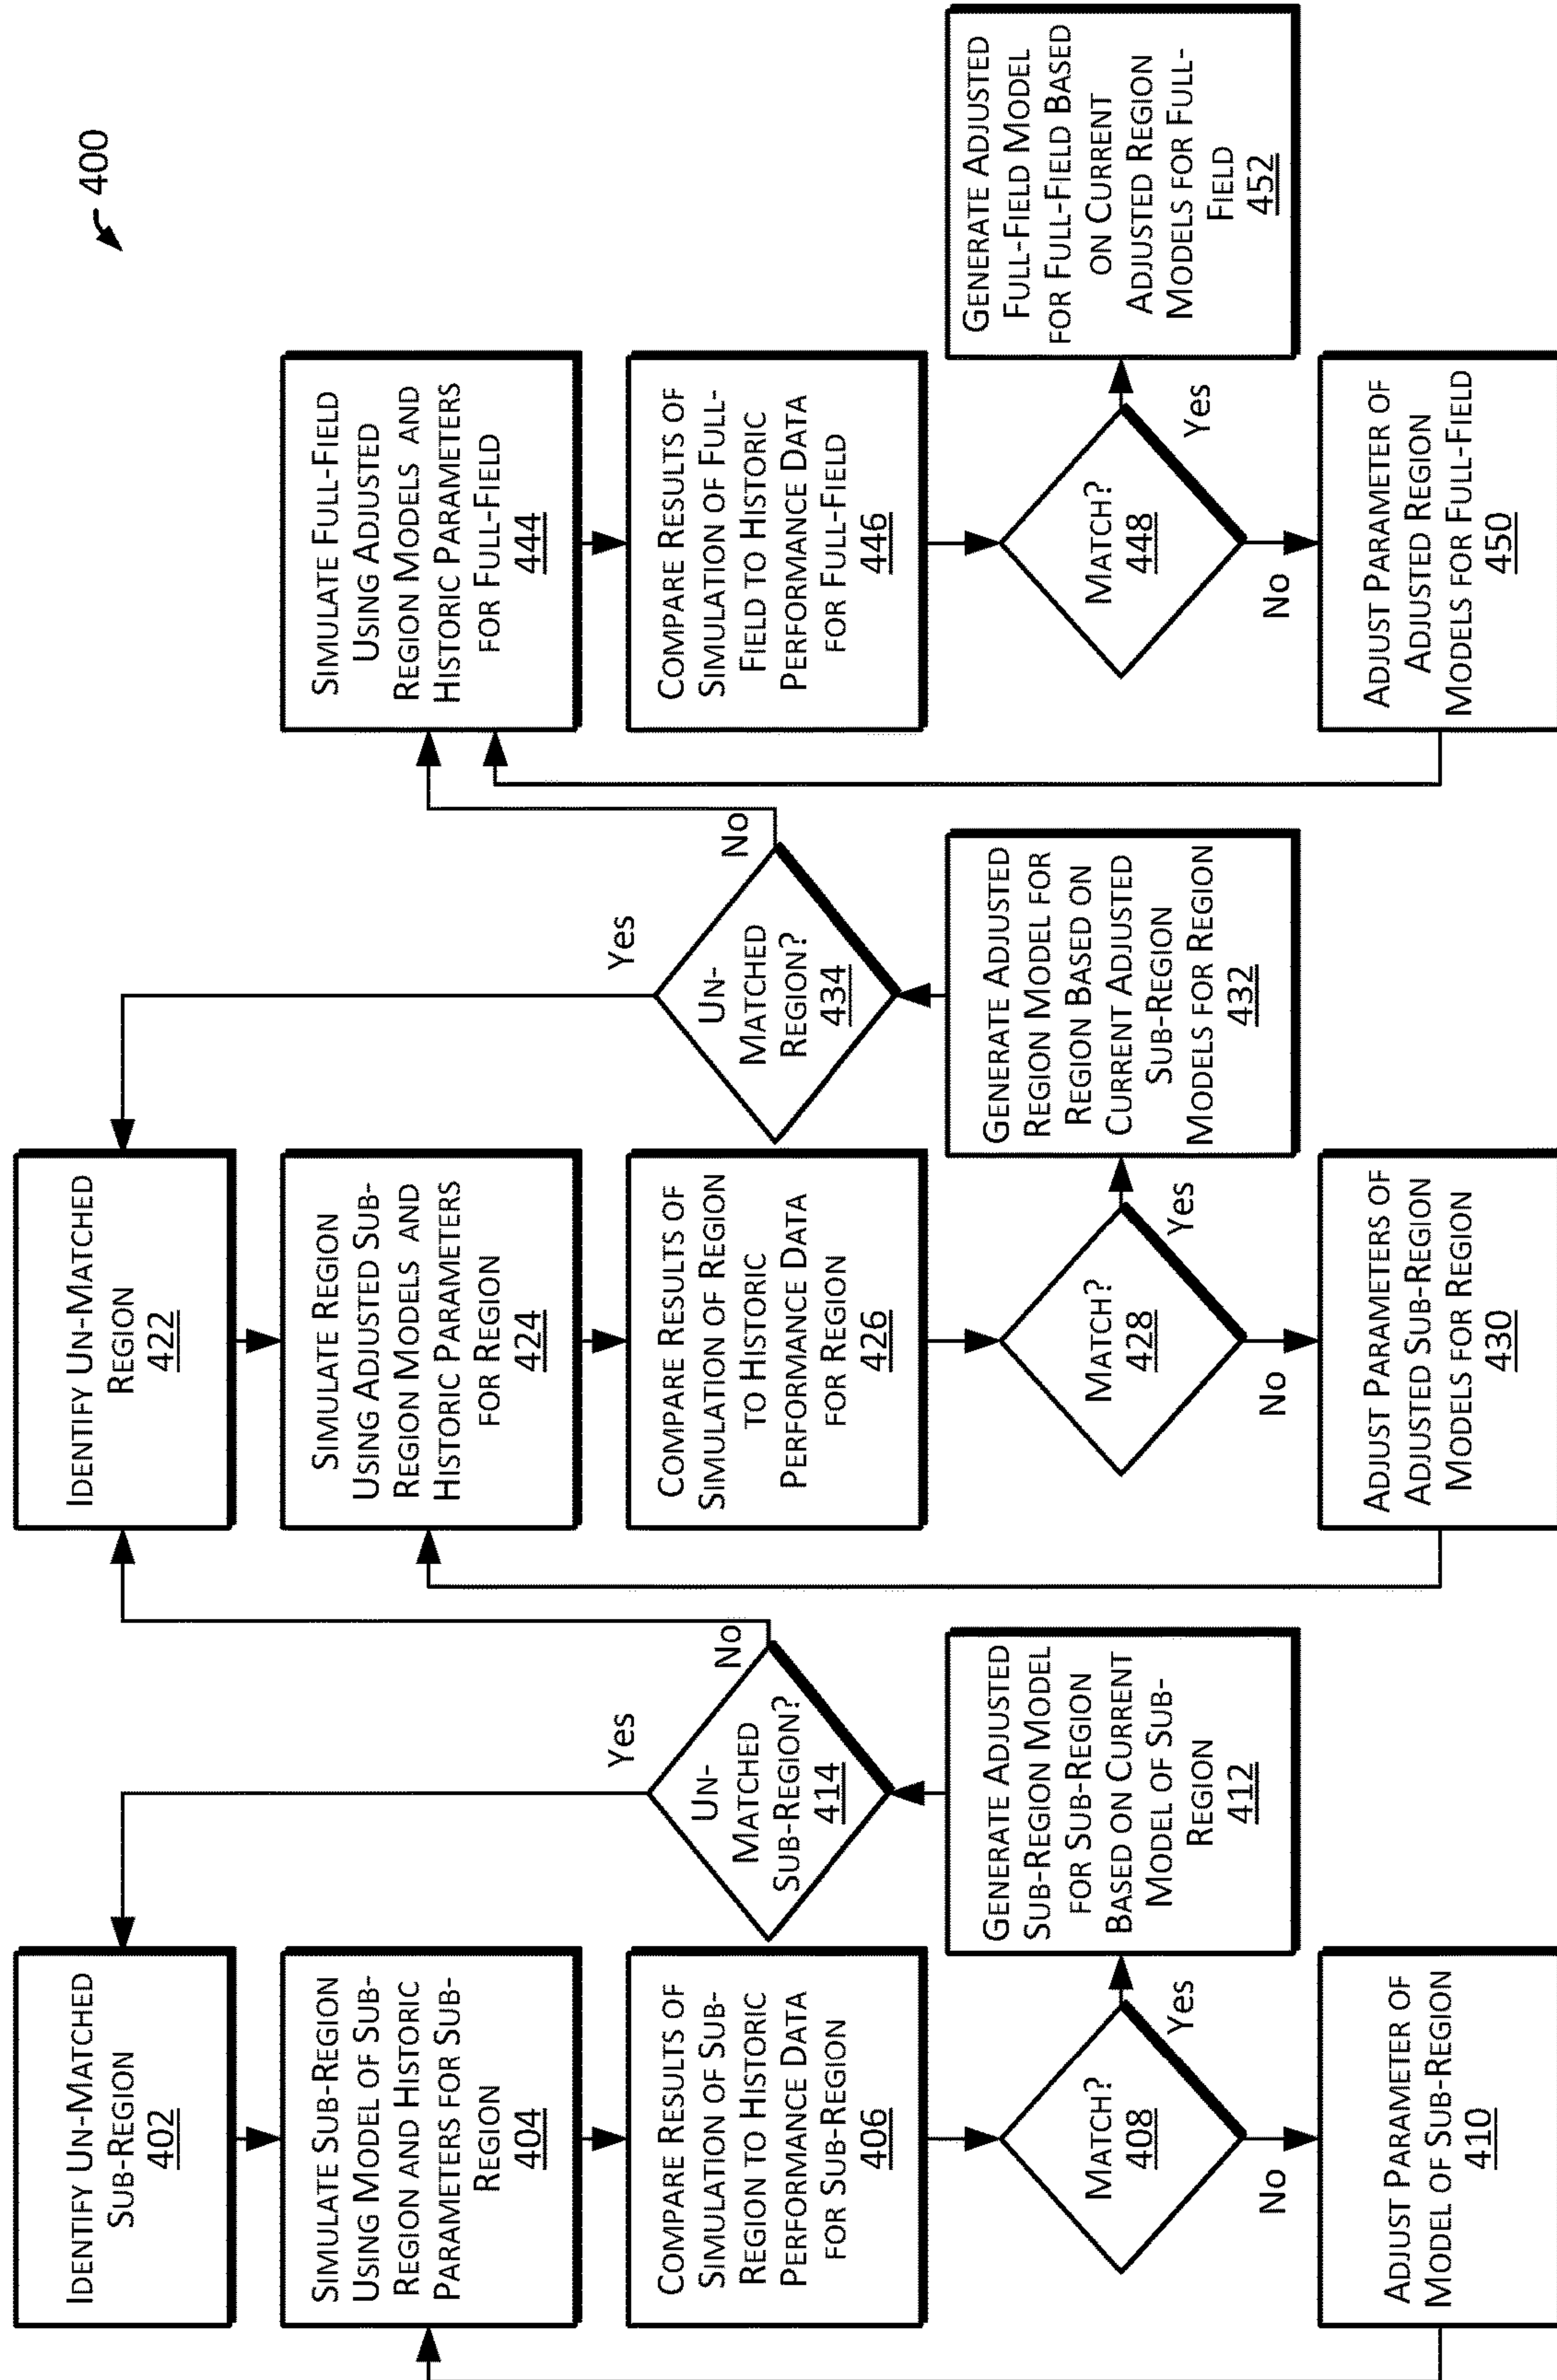 400
IDENTIFY UN-MATCHED
SUB-REGION
402
SIMULATE SUB-REGION
USING MODEL OF SUB-
REGION AND HISTORIC
PARAMETERS FOR SUB-
REGION
404
COMPARE RESULTS OF
SIMULATION OF SUB-
REGION TO HISTORIC
PERFORMANCE DATA
FOR SUB-REGION
406
MATCH?
408
Yes
No
ADJUST PARAMETER OF
MODEL OF SUB-REGION
410
GENERATE ADJUSTED
SUB-REGION MODEL
FOR SUB-REGION
BASED ON CURRENT
MODEL OF SUB-
REGION
412
UN-
MATCHED
SUB-REGION?
414
Yes
No
IDENTIFY UN-MATCHED
REGION
422
SIMULATE REGION
USING ADJUSTED SUB-
REGION MODELS AND
HISTORIC PARAMETERS
FOR REGION
424
COMPARE RESULTS OF
SIMULATION OF REGION
TO HISTORIC
PERFORMANCE DATA
FOR REGION
426
MATCH?
428
Yes
No
ADJUST PARAMETERS OF
ADJUSTED SUB-REGION
MODELS FOR REGION
430
GENERATE ADJUSTED
REGION MODEL FOR
REGION BASED ON
CURRENT ADJUSTED
SUB-REGION
MODELS FOR REGION
432
UN-
MATCHED
REGION?
434
Yes
No
SIMULATE FULL-FIELD
USING ADJUSTED
REGION MODELS AND
HISTORIC PARAMETERS
FOR FULL-FIELD
444
COMPARE RESULTS OF
SIMULATION OF FULL-
FIELD TO HISTORIC
PERFORMANCE DATA
FOR FULL-FIELD
446
MATCH?
448
Yes
No
ADJUST PARAMETER OF
ADJUSTED REGION
MODELS FOR FULL-FIELD
450
GENERATE ADJUSTED
FULL-FIELD MODEL
FOR FULL-FIELD BASED
ON CURRENT
ADJUSTED REGION
MODELS FOR FULL-
FIELD
452